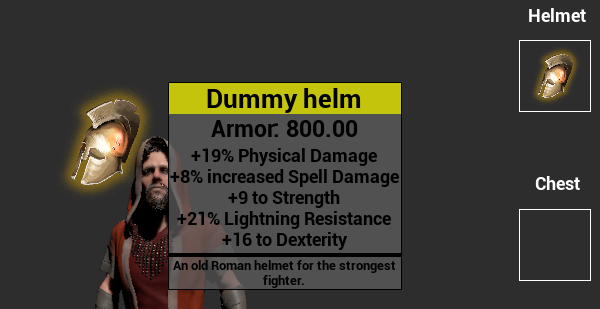 Helmet
Dummy helm
Armor: 800.00
+19% Physical Damage
+8% increased Spell Damage
+9 to Strength
+21% Lightning Resistance
+16 to Dexterity
An old Roman helmet for the strongest
fighter.
Chest